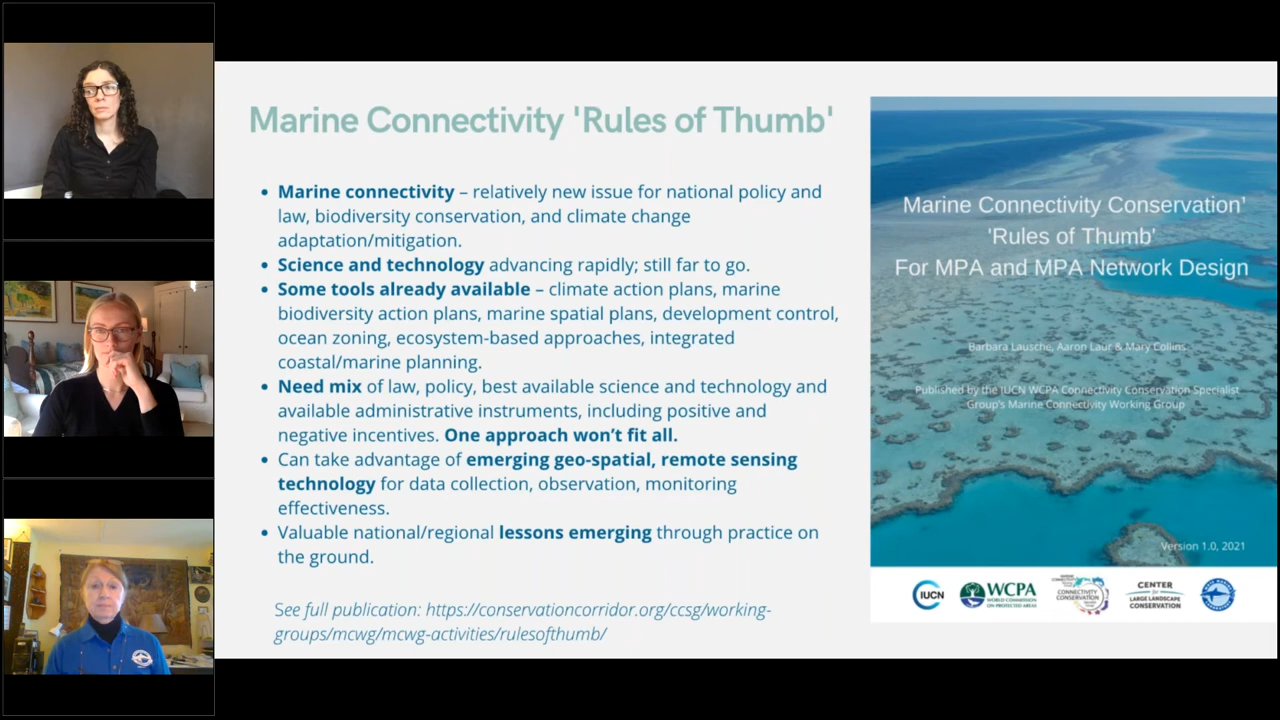 Marine Connectivity 'Rules of Thumb'
• Marine connectivity – relatively new issue for national policy and
law, biodiversity conservation, and climate change
adaptation/mitigation.
• Science and technology advancing rapidly; still far to go.
• Some tools already available – climate action plans, marine
biodiversity action plans, marine spatial plans, development control,
ocean zoning, ecosystem-based approaches, integrated
coastal/marine planning.
• Need mix of law, policy, best available science and technology and
available administrative instruments, including positive and
negative incentives. One approach won’t fit all.
• Can take advantage of emerging geo-spatial, remote sensing
technology for data collection, observation, monitoring
effectiveness.
• Valuable national/regional lessons emerging through practice on
the ground.
See full publication: https://conservationcorridor.org/ccsg/working-
groups/mcwg/mcwg-activities/rulesofthumb/
Marine Connectivity Conservation’
'Rules of Thumb'
For MPA and MPA Network Design
Barbara Lausche, Aaron Laur & Mary Collins
Published by the IUCN WCPA Connectivity Conservation Specialist
Group's Marine Connectivity Working Group
Version 1.0, 2021
IUCN
WCPA
WORLD COMMISSION
ON PROTECTED AREAS
CONNECTIVITY
CONSERVATION
CENTER
for
LARGE LANDSCAPE
CONSERVATION